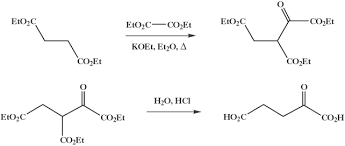 EtO₂C — CO₂Et
O
EtO₂C
CO₂Et
KOEt, Et₂O, Δ
EtO₂C
CO₂Et
CO₂Et
O
EtO₂C
CO₂Et
CO₂Et
H₂O, HCl
O
HO₂C
CO₂H